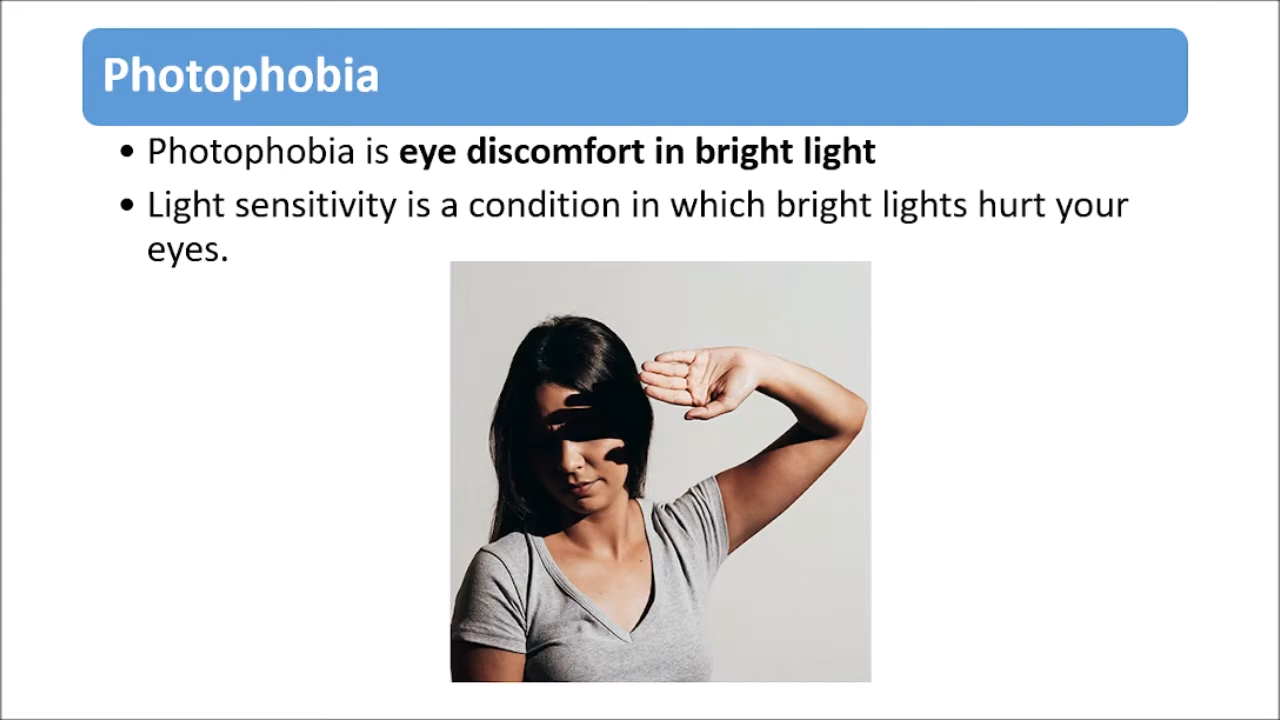 Photophobia
• Photophobia is eye discomfort in bright light
• Light sensitivity is a condition in which bright lights hurt your
eyes.